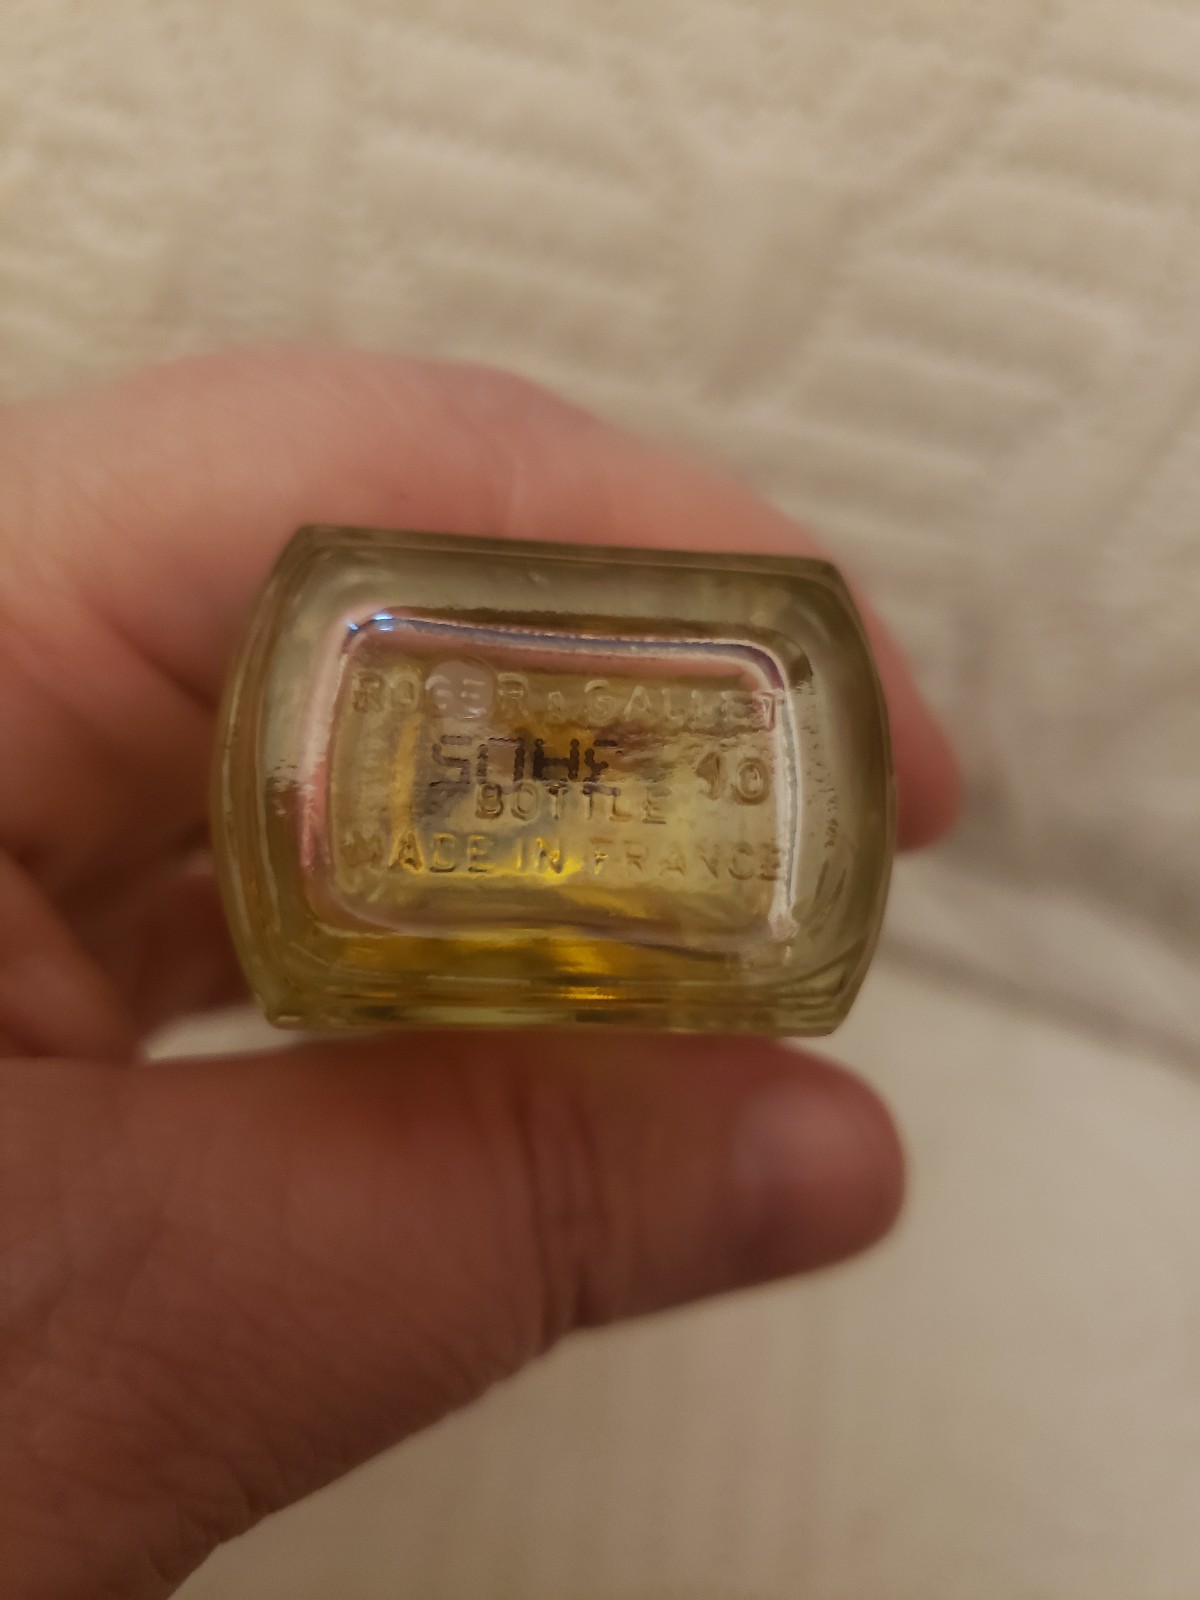 ROGER & GALLET
10
BOTTLE
MADE IN FRANCE